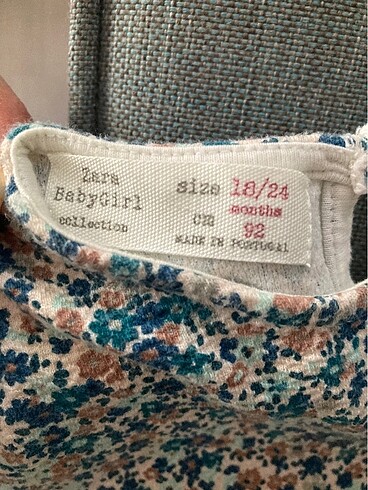 Zara
BabyGirl
collection
size 18/24
months
cm 92
MADE IN PORTUGAL